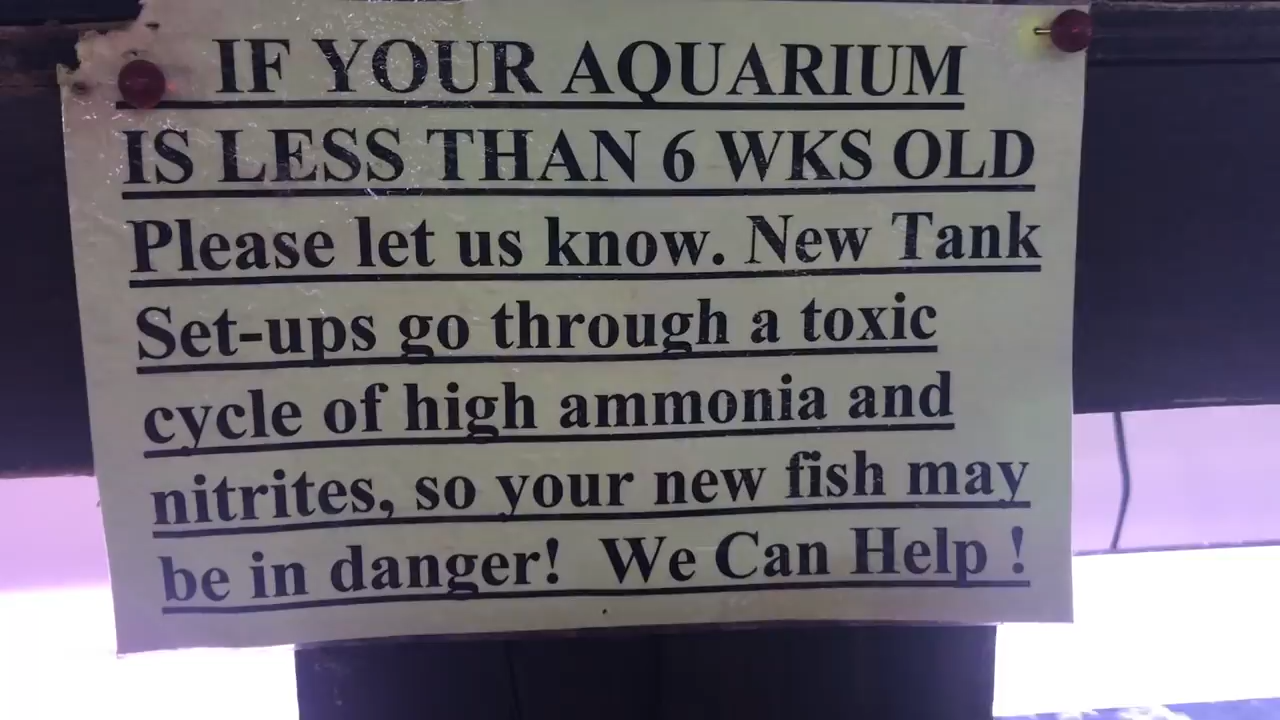 IF YOUR AQUARIUM
IS LESS THAN 6 WKS OLD
Please let us know. New Tank
Set-ups go through a toxic
cycle of high ammonia and
nitrites, so your new fish may
be in danger! We Can Help !